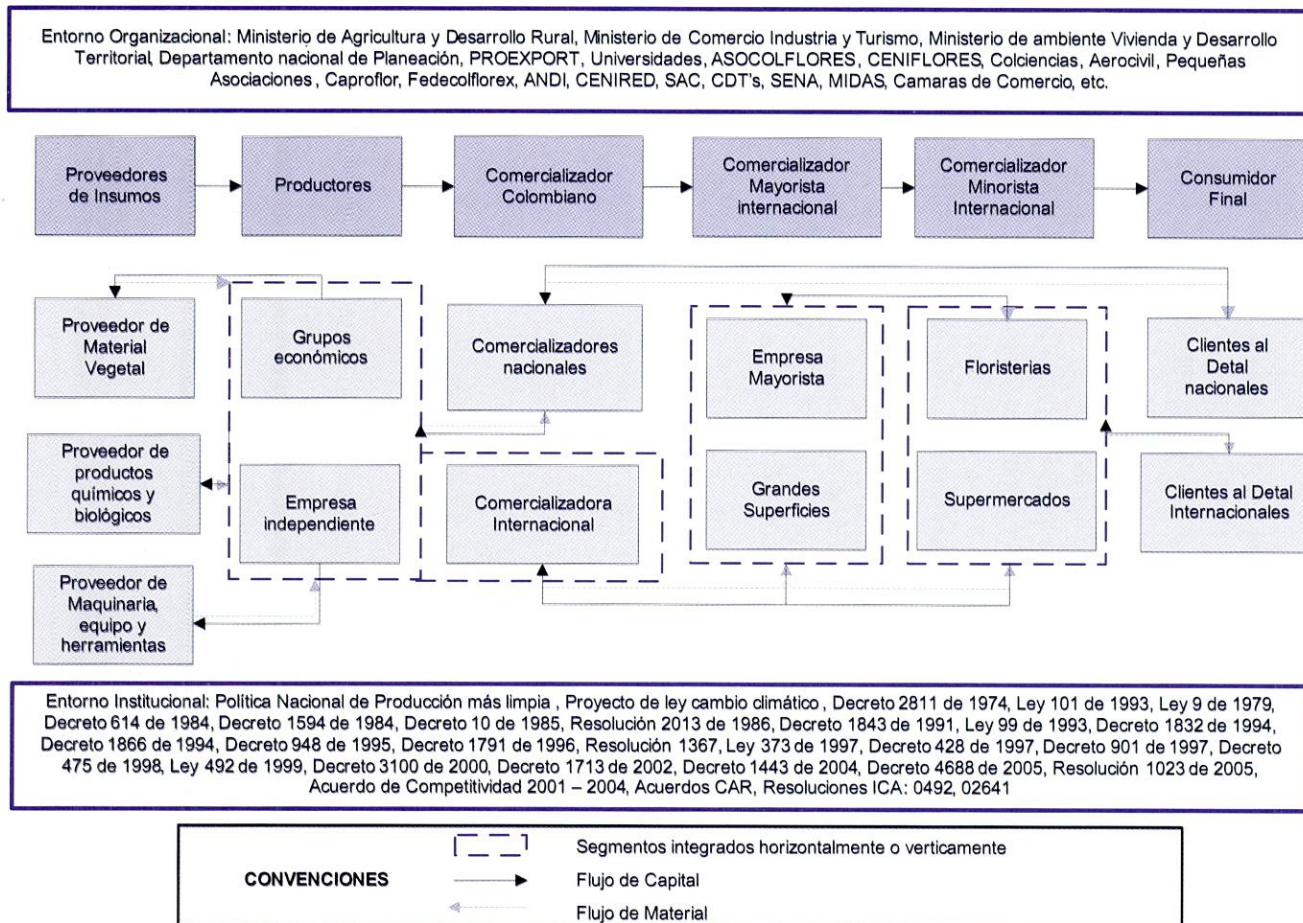 Entorno Organizacional: Ministerio de Agricultura y Desarrollo Rural, Ministerio de Comercio Industria y Turismo, Ministerio de ambiente Vivienda y Desarrollo
Territorial, Departamento nacional de Planeación, PROEXPORT, Universidades, ASOCOLFLORES, CENIFLORES, Colciencias, Aerocivil, Pequeñas
Asociaciones, Caproflor, Fedecolflorex, ANDI, CENIRED, SAC, CDT's, SENA, MIDAS, Camaras de Comercio, etc.
Proveedores
de Insumos
Productores
Comercializador
Colombiano
Comercializador
Mayorista
internacional
Comercializador
Minorista
Internacional
Consumidor
Final
Proveedor de
Material
Vegetal
Grupos
económicos
Comercializadores
nacionales
Empresa
Mayorista
Floristerias
Clientes al
Detal
nacionales
Proveedor de
productos
químicos y
biológicos
Empresa
independiente
Comercializadora
Internacional
Grandes
Superficies
Supermercados
Clientes al Detal
Internacionales
Proveedor de
Maquinaria,
equipo y
herramientas
Entorno Institucional: Política Nacional de Producción más limpia , Proyecto de ley cambio climático , Decreto 2811 de 1974, Ley 101 de 1993, Ley 9 de 1979,
Decreto 614 de 1984, Decreto 1594 de 1984, Decreto 10 de 1985, Resolución 2013 de 1986, Decreto 1843 de 1991, Ley 99 de 1993, Decreto 1832 de 1994,
Decreto 1866 de 1994, Decreto 948 de 1995, Decreto 1791 de 1996, Resolución 1367, Ley 373 de 1997, Decreto 428 de 1997, Decreto 901 de 1997, Decreto
475 de 1998, Ley 492 de 1999, Decreto 3100 de 2000, Decreto 1713 de 2002, Decreto 1443 de 2004, Decreto 4688 de 2005, Resolución 1023 de 2005,
Acuerdo de Competitividad 2001 – 2004, Acuerdos CAR, Resoluciones ICA: 0492, 02641
CONVENCIONES
Segmentos integrados horizontalmente o verticamente
Flujo de Capital
Flujo de Material